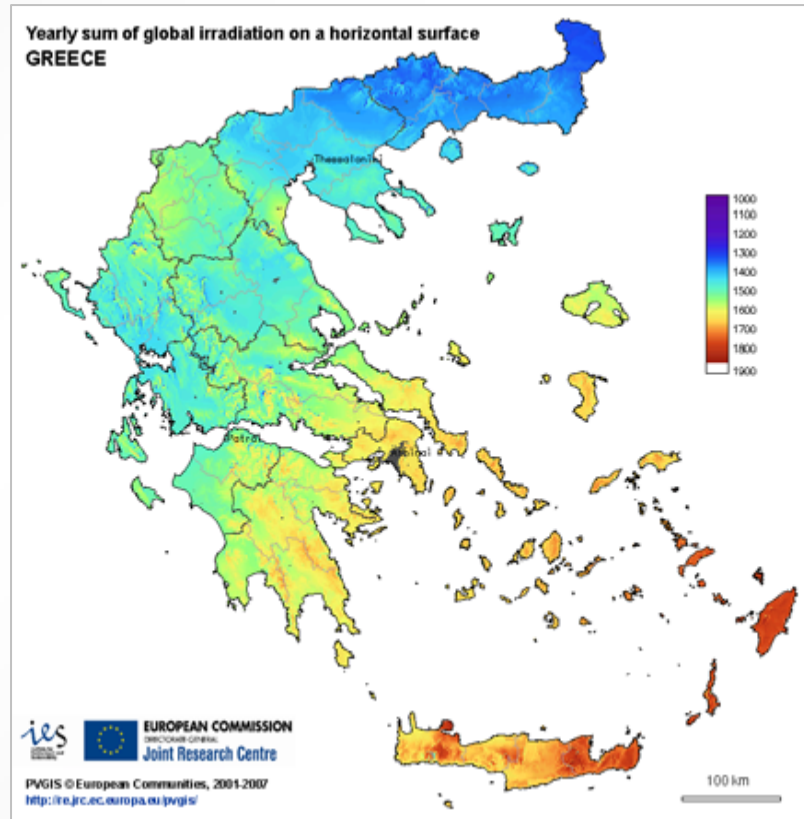 Yearly sum of global irradiation on a horizontal surface
GREECE
Thessaloniki
1000
1100
1200
1300
1400
1500
1600
1700
1800
1900
EUROPEAN COMMISSION
DIRECTORATE GENERAL
Joint Research Centre
ies
PVGIS © European Communities, 2001-2007
http://re.jrc.ec.europa.eu/pvgis/
100 km